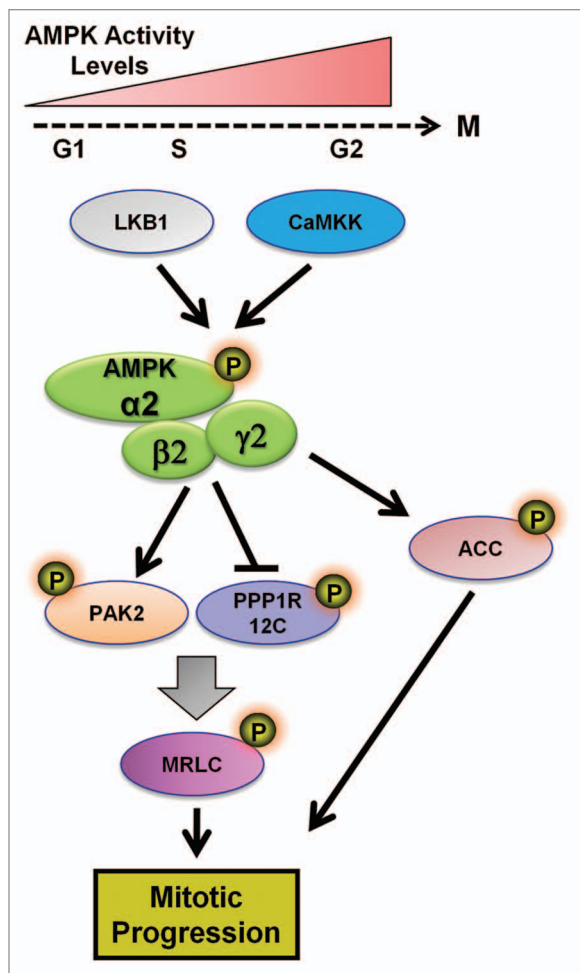 AMPK Activity
Levels
M
G1 S G2
LKB1 CaMKK
P
AMPK
α2
β2 γ2
P
ACC
P
PAK2
P
PPP1R
12C
P
MRLC
Mitotic
Progression